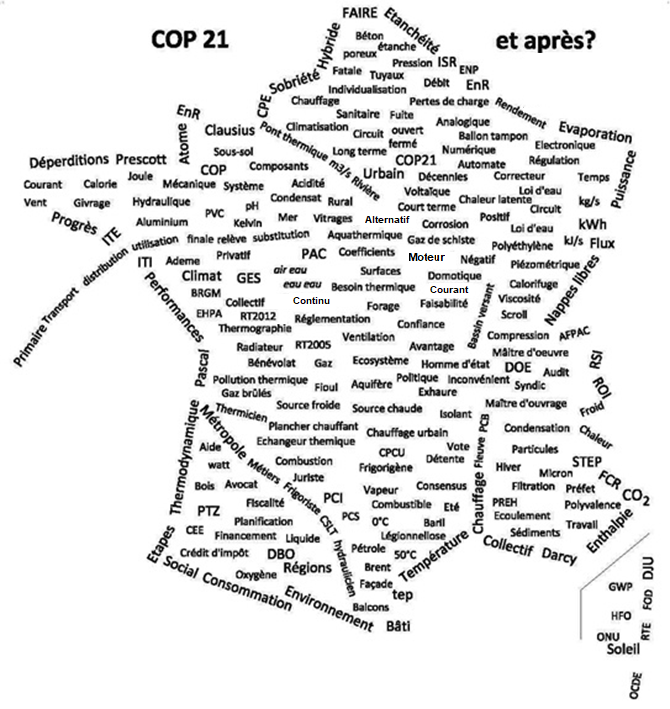 COP 21 et après?
FAIRE Etanchéité
Hybride Béton étanche
poreux Pression ISR ENP
Sobriété Fatale Tuyaux Débit EnR
Individualisation
CPE Chauffage Pertes de charge Rendement
EnR Sanitaire Fuite Analogique Evaporation
Atome Clausius Pont thermique Climatisation Circuit ouvert Ballon tampon
fermé Electronique
Sous-sol Long terme Numérique
Déperditions Prescott COP Composants m3/s Rivière COP21 Automate Régulation Puissance
Joule Urbain Décennies Correcteur Temps
Courant Calorie Mécanique Système Acidité Voltaïque Loi d'eau
Vent Givrage Hydraulique pH Condensat Rural Court terme Chaleur latente Circuit kg/s
Progrès ITE Aluminium PVC Kelvin Mer Vitrages Alternatif Corrosion Positif Loi d'eau kWh
Primaire Transport distribution utilisation finale relève substitution Aquathermique Gaz de schiste Polyéthylène kJ/s Flux
ITI Ademe Privatif PAC Coefficients Moteur Négatif Piézométrique
Performances Climat GES air eau Surfaces Domotique Nappes libres
BRGM eau eau Besoin thermique Courant Calorifuge
Collectif Continu Forage Faisabilité Bassin versant Viscosité
EHPA RT2012 Réglementation Scroll
Thermographie Confiance
Ventilation Compression AFPAC
Radiateur RT2005 Avantage Maître d'oeuvre
Pascal Bénévolat Gaz Ecosystème Homme d'état DOE Audit RSI
Pollution thermique Fioul Aquifère Politique Inconvénient Syndic ROI
Gaz brûlés Exhaure
Thermicien Source froide Source chaude Isolant PCB Maître d'ouvrage Froid
Thermodynamique Métropole Plancher chauffant Chauffage urbain Condensation Chaleur
Aide Echangeur themique Vote Fleuve Particules
watt Métiers Combustion CPCU Détente STEP
Frigoriste Juriste Frigorigène Hiver Micron FCR
Bois Avocat PCI Vapeur Consensus Chauffage Filtration Préfet CO2
PTZ Fiscalité Combustible Eté PREH Polyvalence
CSLT PCS 0°C Baril Ecoulement
Etapes CEE Planification Travail Enthalpie
Financement Liquide Légionnellose Sédiments
Crédit d'impôt DBO hydraulicien Pétrole 50°C Température Collectif Darcy
Social Consommation Oxygène Régions Brent
Façade tep
Environnement Balcons
Bâti
GWP DJU
HFO FOD
ONU RTE
Soleil
OCDE